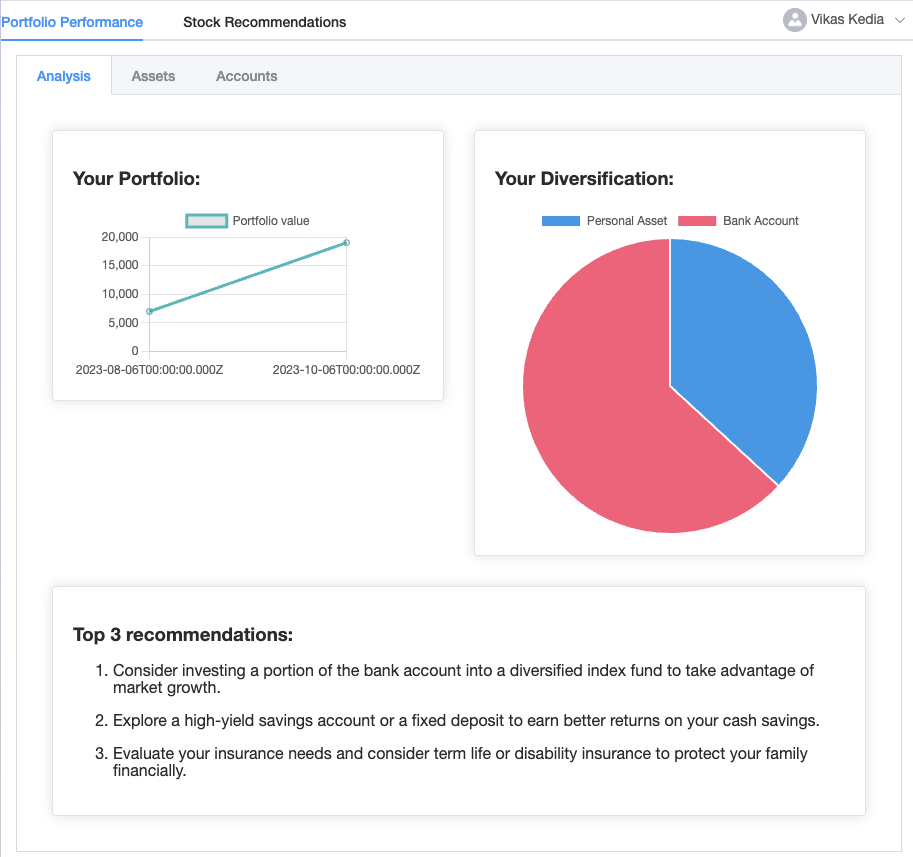 Portfolio Performance
Stock Recommendations
Vikas Kedia
Analysis
Assets
Accounts
Your Portfolio:
Portfolio value
20,000
15,000
10,000
5,000
0
2023-08-06T00:00:00.000Z
2023-10-06T00:00:00.000Z
Your Diversification:
Personal Asset
Bank Account
Top 3 recommendations:
1. Consider investing a portion of the bank account into a diversified index fund to take advantage of
market growth.
2. Explore a high-yield savings account or a fixed deposit to earn better returns on your cash savings.
3. Evaluate your insurance needs and consider term life or disability insurance to protect your family
financially.